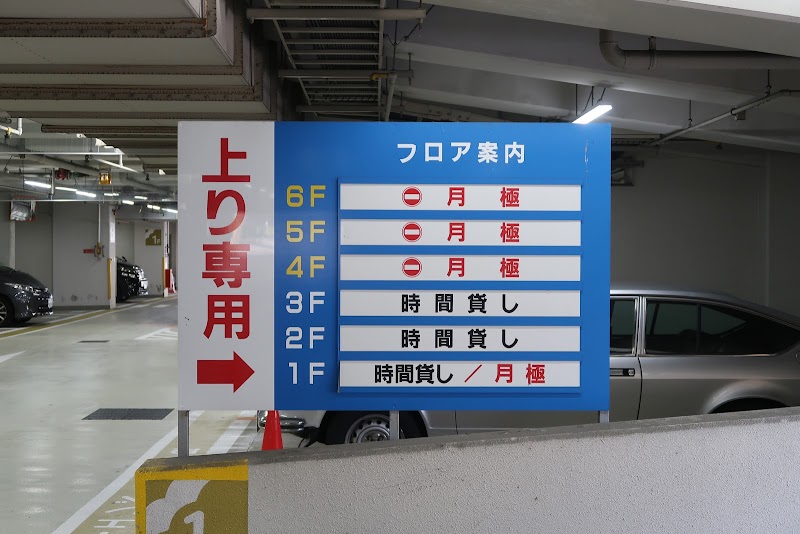 上り専用
フロア案内
6F 月極
5F 月極
4F 月極
3F 時間貸し
2F 時間貸し
1F 時間貸し／月極
1